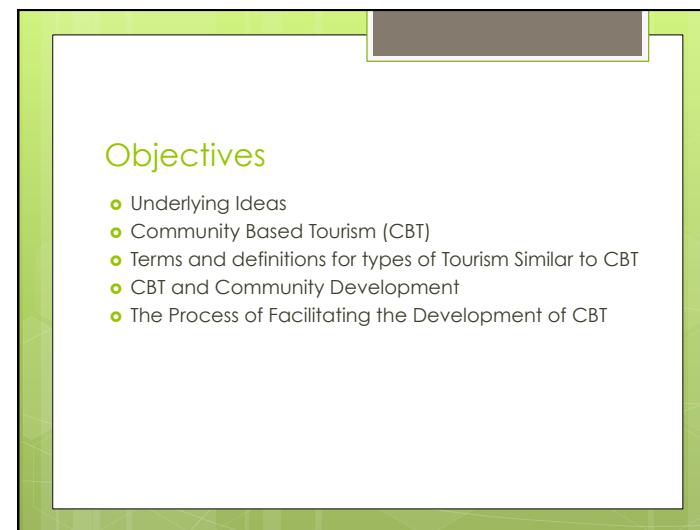 Objectives
Underlying Ideas
Community Based Tourism (CBT)
Terms and definitions for types of Tourism Similar to CBT
CBT and Community Development
The Process of Facilitating the Development of CBT